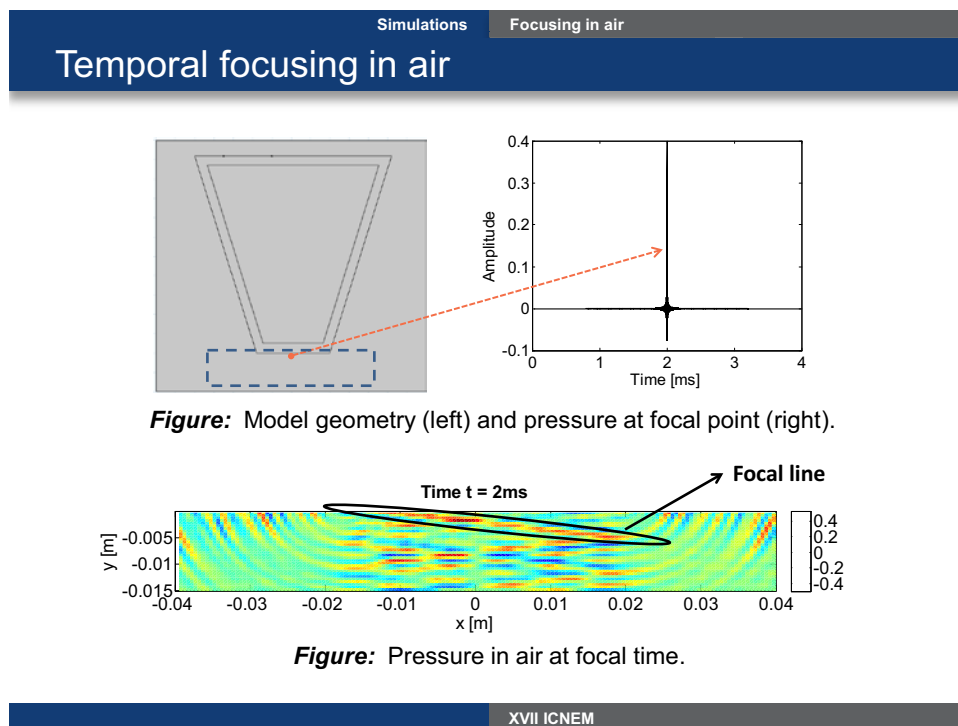 Simulations Focusing in air
Temporal focusing in air
0.4
0.3
0.2
0.1
0
-0.1
Amplitude
0 1 2 3 4
Time [ms]
Figure: Model geometry (left) and pressure at focal point (right).
Focal line
Time t = 2ms
y [m]
-0.005
-0.01
-0.015
0.4
0.2
0
-0.2
-0.4
-0.04 -0.03 -0.02 -0.01 0 0.01 0.02 0.03 0.04
x [m]
Figure: Pressure in air at focal time.
XVII ICNEM